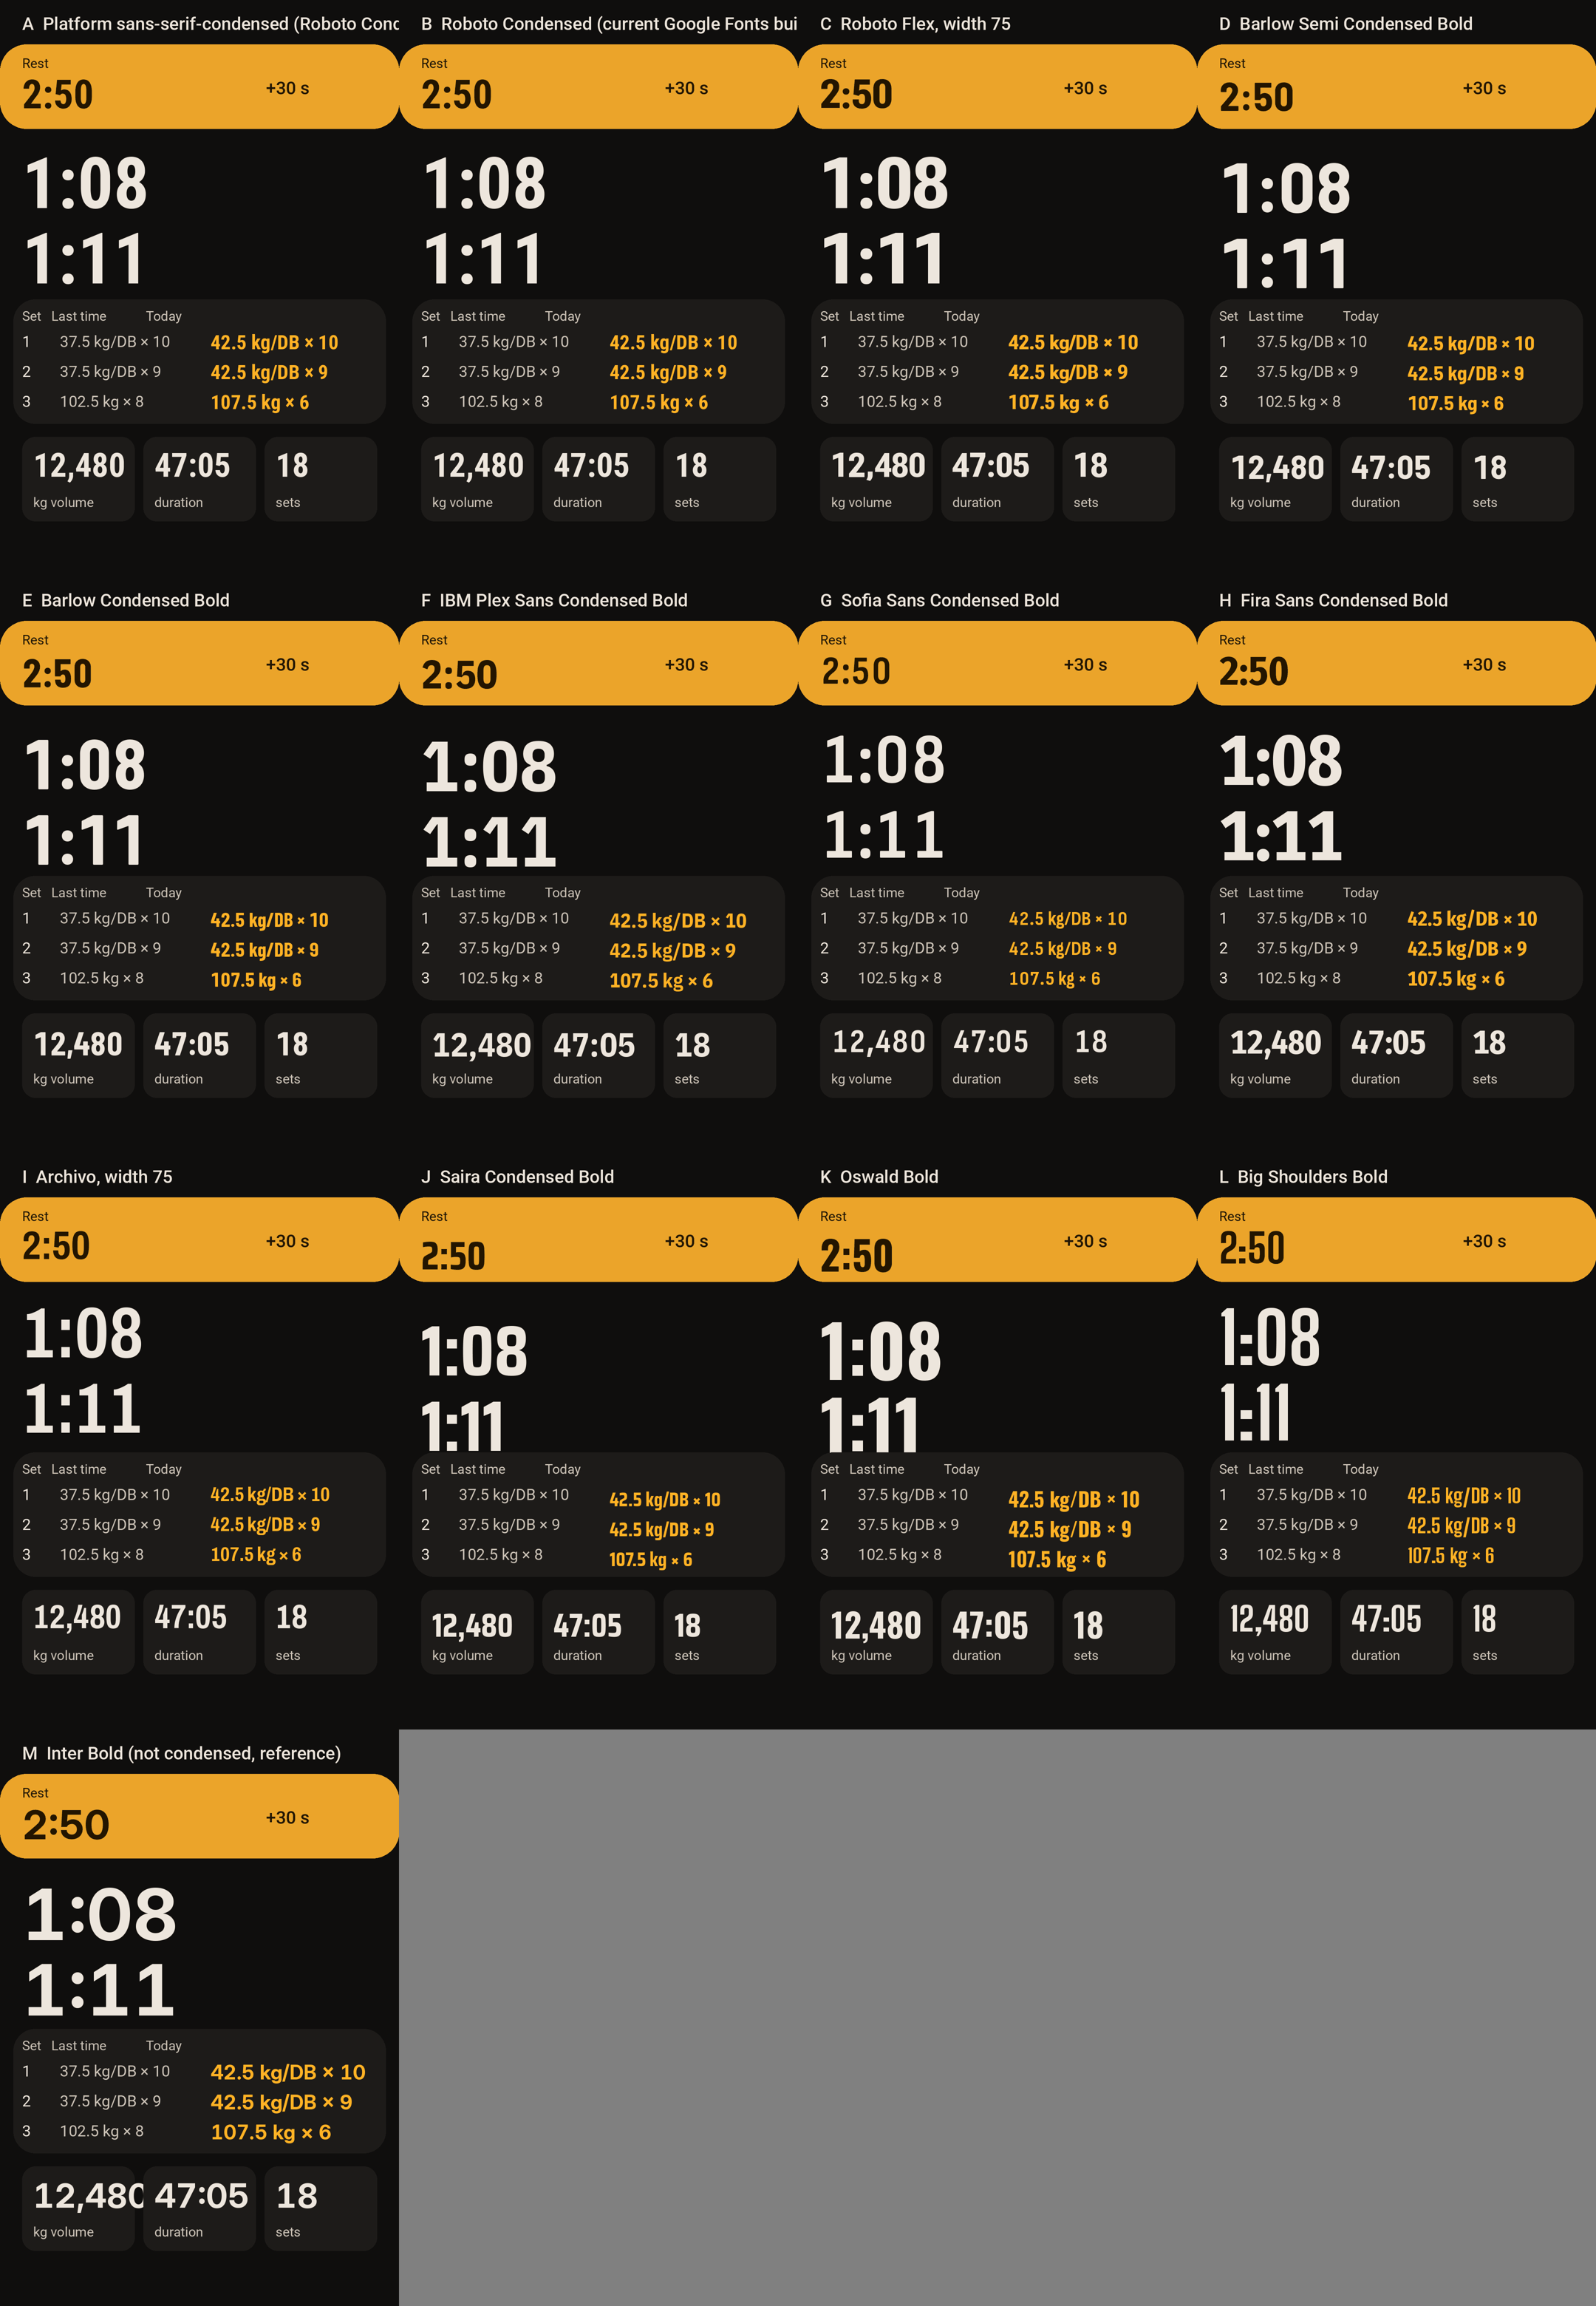 A Platform sans-serif-condensed (Roboto Conc
Rest
2:50
+30 s
1:08
1:11
Set Last time Today
1 37.5 kg/DB × 10 42.5 kg/DB × 10
2 37.5 kg/DB × 9 42.5 kg/DB × 9
3 102.5 kg × 8 107.5 kg × 6
12,480 47:05 18
kg volume duration sets
B Roboto Condensed (current Google Fonts bui
Rest
2:50
+30 s
1:08
1:11
Set Last time Today
1 37.5 kg/DB × 10 42.5 kg/DB × 10
2 37.5 kg/DB × 9 42.5 kg/DB × 9
3 102.5 kg × 8 107.5 kg × 6
12,480 47:05 18
kg volume duration sets
C Roboto Flex, width 75
Rest
2:50
+30 s
1:08
1:11
Set Last time Today
1 37.5 kg/DB × 10 42.5 kg/DB × 10
2 37.5 kg/DB × 9 42.5 kg/DB × 9
3 102.5 kg × 8 107.5 kg × 6
12,480 47:05 18
kg volume duration sets
D Barlow Semi Condensed Bold
Rest
2:50
+30 s
1:08
1:11
Set Last time Today
1 37.5 kg/DB × 10 42.5 kg/DB × 10
2 37.5 kg/DB × 9 42.5 kg/DB × 9
3 102.5 kg × 8 107.5 kg × 6
12,480 47:05 18
kg volume duration sets
E Barlow Condensed Bold
Rest
2:50
+30 s
1:08
1:11
Set Last time Today
1 37.5 kg/DB × 10 42.5 kg/DB × 10
2 37.5 kg/DB × 9 42.5 kg/DB × 9
3 102.5 kg × 8 107.5 kg × 6
12,480 47:05 18
kg volume duration sets
F IBM Plex Sans Condensed Bold
Rest
2:50
+30 s
1:08
1:11
Set Last time Today
1 37.5 kg/DB × 10 42.5 kg/DB × 10
2 37.5 kg/DB × 9 42.5 kg/DB × 9
3 102.5 kg × 8 107.5 kg × 6
12,480 47:05 18
kg volume duration sets
G Sofia Sans Condensed Bold
Rest
2:50
+30 s
1:08
1:11
Set Last time Today
1 37.5 kg/DB × 10 42.5 kg/DB × 10
2 37.5 kg/DB × 9 42.5 kg/DB × 9
3 102.5 kg × 8 107.5 kg × 6
12,480 47:05 18
kg volume duration sets
H Fira Sans Condensed Bold
Rest
2:50
+30 s
1:08
1:11
Set Last time Today
1 37.5 kg/DB × 10 42.5 kg/DB × 10
2 37.5 kg/DB × 9 42.5 kg/DB × 9
3 102.5 kg × 8 107.5 kg × 6
12,480 47:05 18
kg volume duration sets
I Archivo, width 75
Rest
2:50
+30 s
1:08
1:11
Set Last time Today
1 37.5 kg/DB × 10 42.5 kg/DB × 10
2 37.5 kg/DB × 9 42.5 kg/DB × 9
3 102.5 kg × 8 107.5 kg × 6
12,480 47:05 18
kg volume duration sets
J Saira Condensed Bold
Rest
2:50
+30 s
1:08
1:11
Set Last time Today
1 37.5 kg/DB × 10 42.5 kg/DB × 10
2 37.5 kg/DB × 9 42.5 kg/DB × 9
3 102.5 kg × 8 107.5 kg × 6
12,480 47:05 18
kg volume duration sets
K Oswald Bold
Rest
2:50
+30 s
1:08
1:11
Set Last time Today
1 37.5 kg/DB × 10 42.5 kg/DB × 10
2 37.5 kg/DB × 9 42.5 kg/DB × 9
3 102.5 kg × 8 107.5 kg × 6
12,480 47:05 18
kg volume duration sets
L Big Shoulders Bold
Rest
2:50
+30 s
1:08
1:11
Set Last time Today
1 37.5 kg/DB × 10 42.5 kg/DB × 10
2 37.5 kg/DB × 9 42.5 kg/DB × 9
3 102.5 kg × 8 107.5 kg × 6
12,480 47:05 18
kg volume duration sets
M Inter Bold (not condensed, reference)
Rest
2:50
+30 s
1:08
1:11
Set Last time Today
1 37.5 kg/DB × 10 42.5 kg/DB × 10
2 37.5 kg/DB × 9 42.5 kg/DB × 9
3 102.5 kg × 8 107.5 kg × 6
12,480 47:05 18
kg volume duration sets